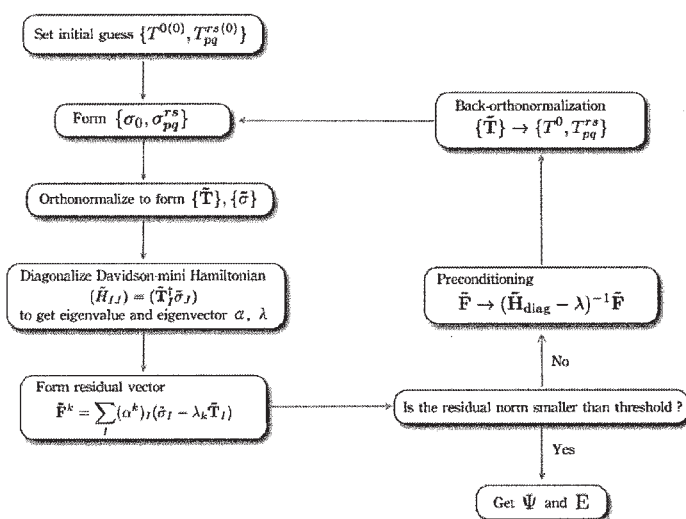 Set initial guess {T^{0(0)}, T_{pq}^{rs(0)}}
Form {σ_0, σ_{pq}^{rs}}
Orthonormalize to form {T̃}, {σ̃}
Diagonalize Davidson-mini Hamiltonian
(H̃_{IJ}) = (T̃_I^† σ̃_J)
to get eigenvalue and eigenvector α, λ
Form residual vector
F̃^k = ∑_I (α^k)_I (σ̃_I − λ_k T̃_I)
Is the residual norm smaller than threshold ?
No
Yes
Preconditioning
F̃ → (H̃_{diag} − λ)^{−1} F̃
Back-orthonormalization
{T̃} → {T^0, T_{pq}^{rs}}
Get Ψ and E